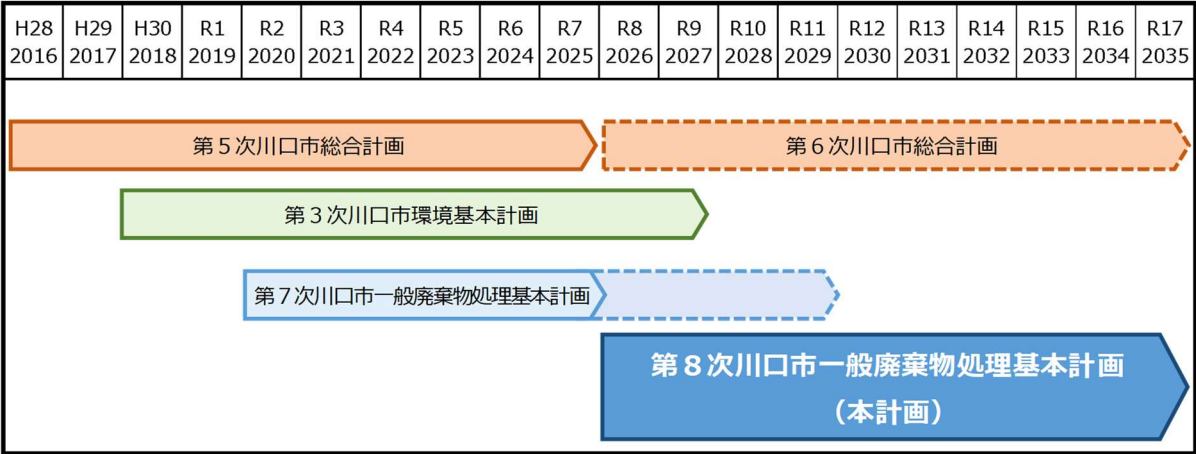 H28 H29 H30 R1 R2 R3 R4 R5 R6 R7 R8 R9 R10 R11 R12 R13 R14 R15 R16 R17
2016 2017 2018 2019 2020 2021 2022 2023 2024 2025 2026 2027 2028 2029 2030 2031 2032 2033 2034 2035
第５次川口市総合計画 第６次川口市総合計画
第３次川口市環境基本計画
第７次川口市一般廃棄物処理基本計画
第８次川口市一般廃棄物処理基本計画
（本計画）